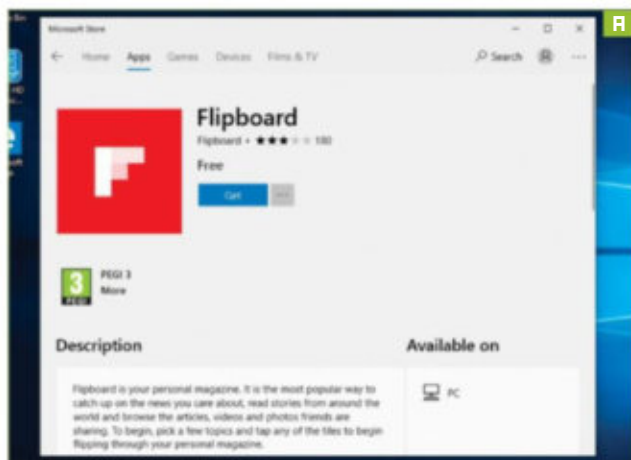 Microsoft Store
A
Home Apps Games Devices Films & TV
Search
Flipboard
Flipboard • ★★★☆☆ 180
Free
Get
...
3
PEGI
PEGI 3
More
Description
Available on
Flipboard is your personal magazine. It is the most popular way to
catch up on the news you care about, read stories from around the
world and browse the articles, videos and photos friends are
sharing. To begin, pick a few topics and tap any of the tiles to begin
flipping through your personal magazine.
PC